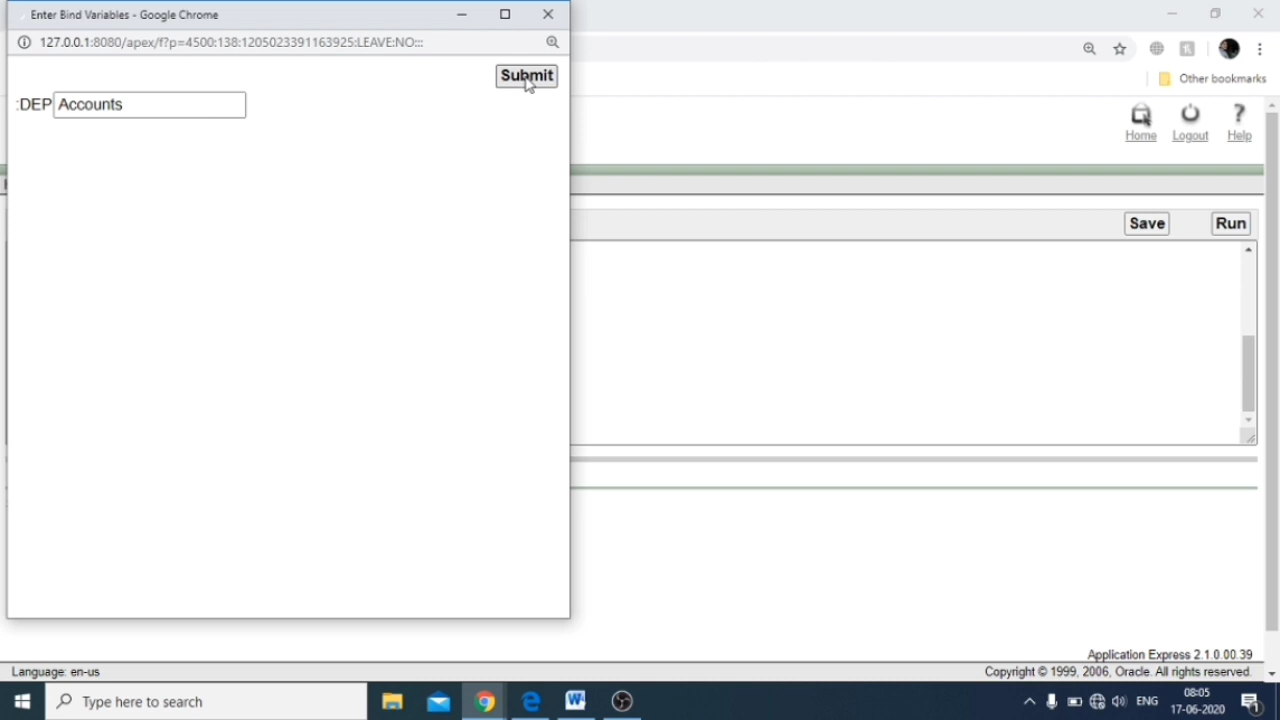 Enter Bind Variables - Google Chrome
127.0.0.1:8080/apex/f?p=4500:138:1205023391163925:LEAVE:NO:::
Submit
:DEP Accounts
Other bookmarks
Home Logout Help
Save Run
Application Express 2.1.0.00.39
Language: en-us Copyright © 1999, 2006, Oracle. All rights reserved.
Type here to search
ENG
08:05
17-06-2020
1